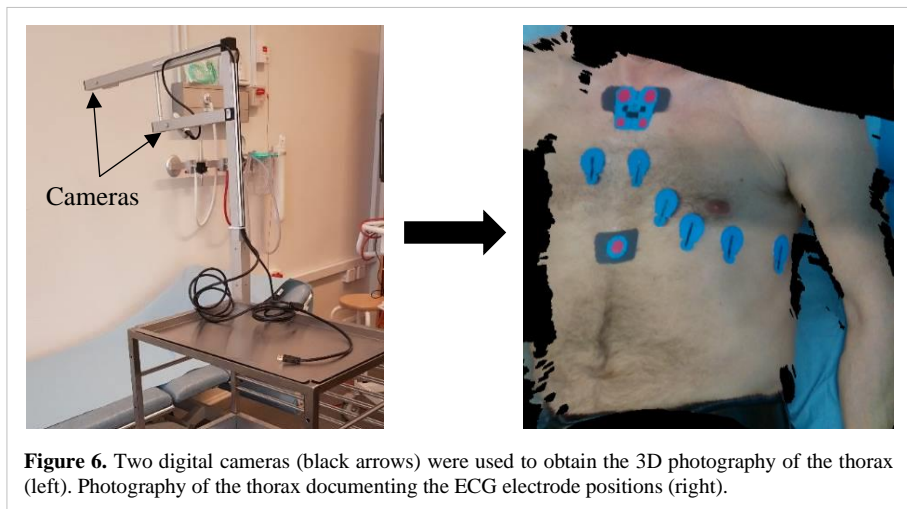 Cameras
Figure 6. Two digital cameras (black arrows) were used to obtain the 3D photography of the thorax
(left). Photography of the thorax documenting the ECG electrode positions (right).